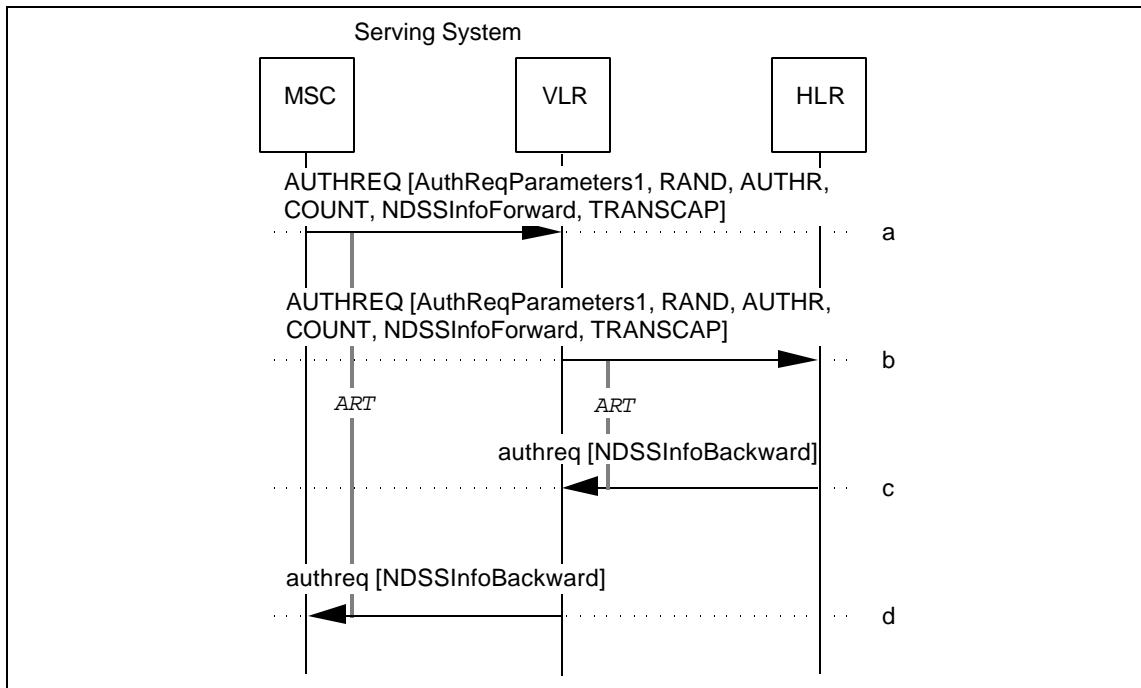 Serving System
MSC
VLR
HLR
AUTHREQ [AuthReqParameters1, RAND, AUTHR,
COUNT, NDSSInfoForward, TRANSCAP]
a
AUTHREQ [AuthReqParameters1, RAND, AUTHR,
COUNT, NDSSInfoForward, TRANSCAP]
b
ART
ART
authreq [NDSSInfoBackward]
c
authreq [NDSSInfoBackward]
d